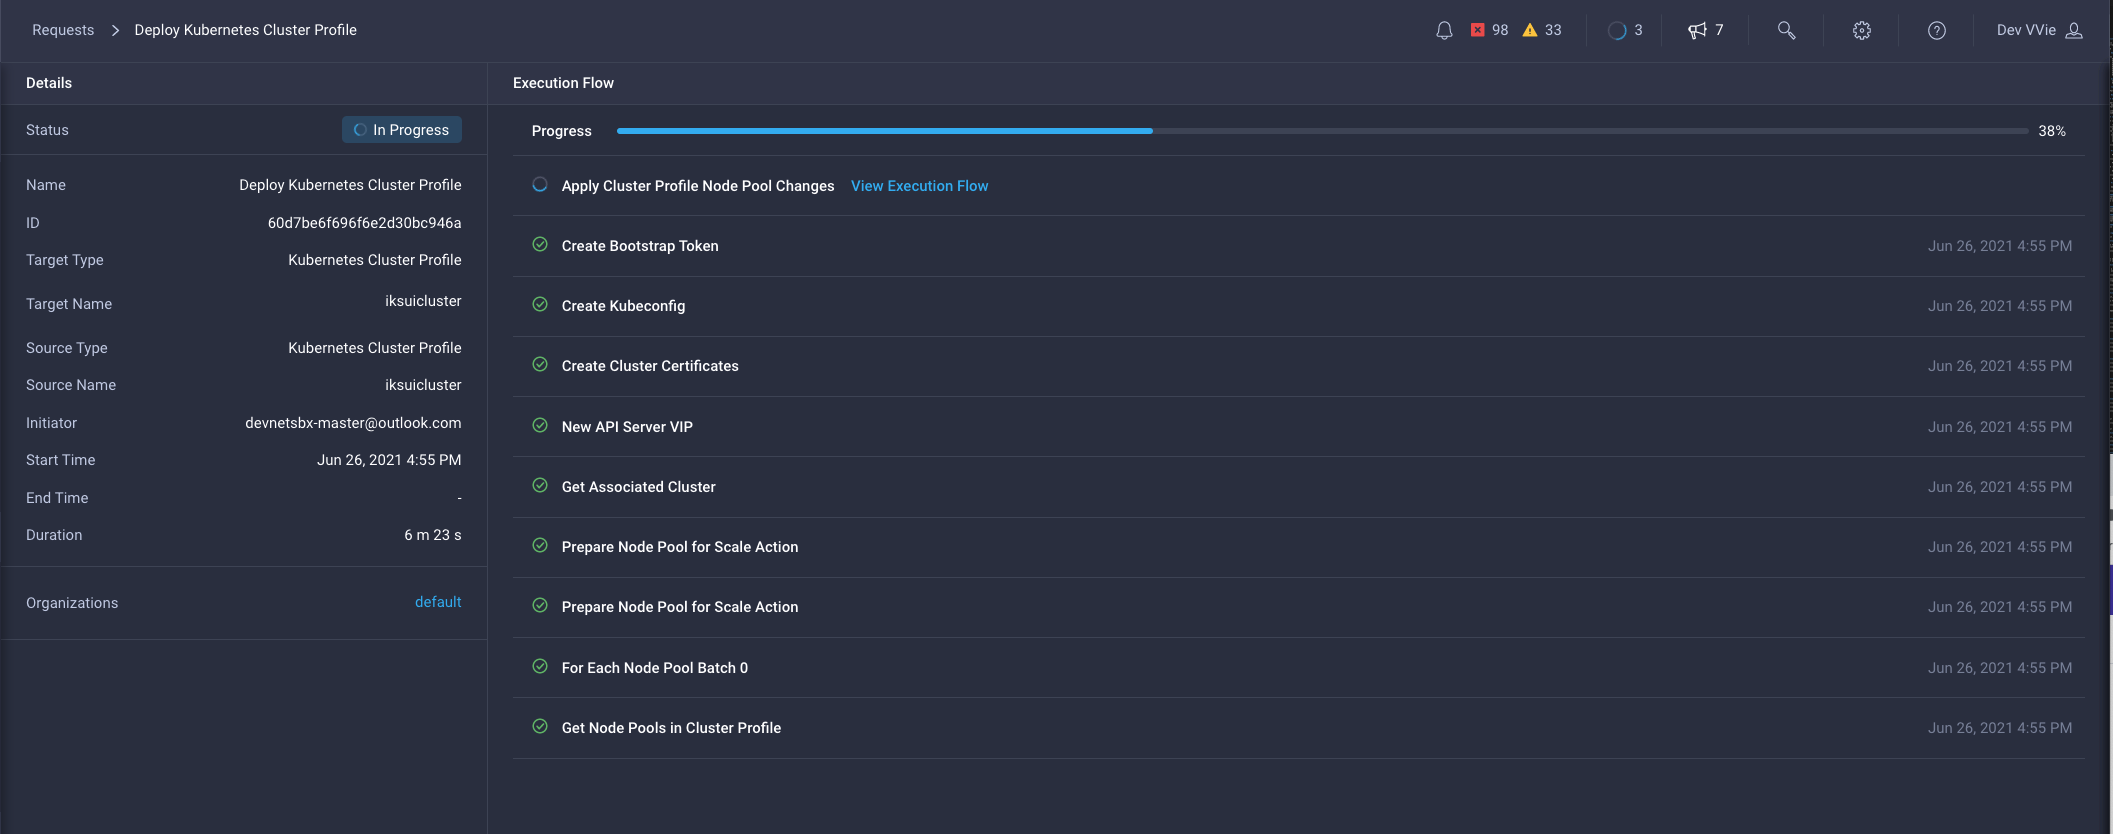 Requests > Deploy Kubernetes Cluster Profile 98 33 3 7 Dev VVie
Details
Status In Progress
Name Deploy Kubernetes Cluster Profile
ID 60d7be6f696f6e2d30bc946a
Target Type Kubernetes Cluster Profile
Target Name iksuicluster
Source Type Kubernetes Cluster Profile
Source Name iksuicluster
Initiator devnetsbx-master@outlook.com
Start Time Jun 26, 2021 4:55 PM
End Time -
Duration 6 m 23 s
Organizations default
Execution Flow
Progress 38%
Apply Cluster Profile Node Pool Changes View Execution Flow
Create Bootstrap Token Jun 26, 2021 4:55 PM
Create Kubeconfig Jun 26, 2021 4:55 PM
Create Cluster Certificates Jun 26, 2021 4:55 PM
New API Server VIP Jun 26, 2021 4:55 PM
Get Associated Cluster Jun 26, 2021 4:55 PM
Prepare Node Pool for Scale Action Jun 26, 2021 4:55 PM
Prepare Node Pool for Scale Action Jun 26, 2021 4:55 PM
For Each Node Pool Batch 0 Jun 26, 2021 4:55 PM
Get Node Pools in Cluster Profile Jun 26, 2021 4:55 PM